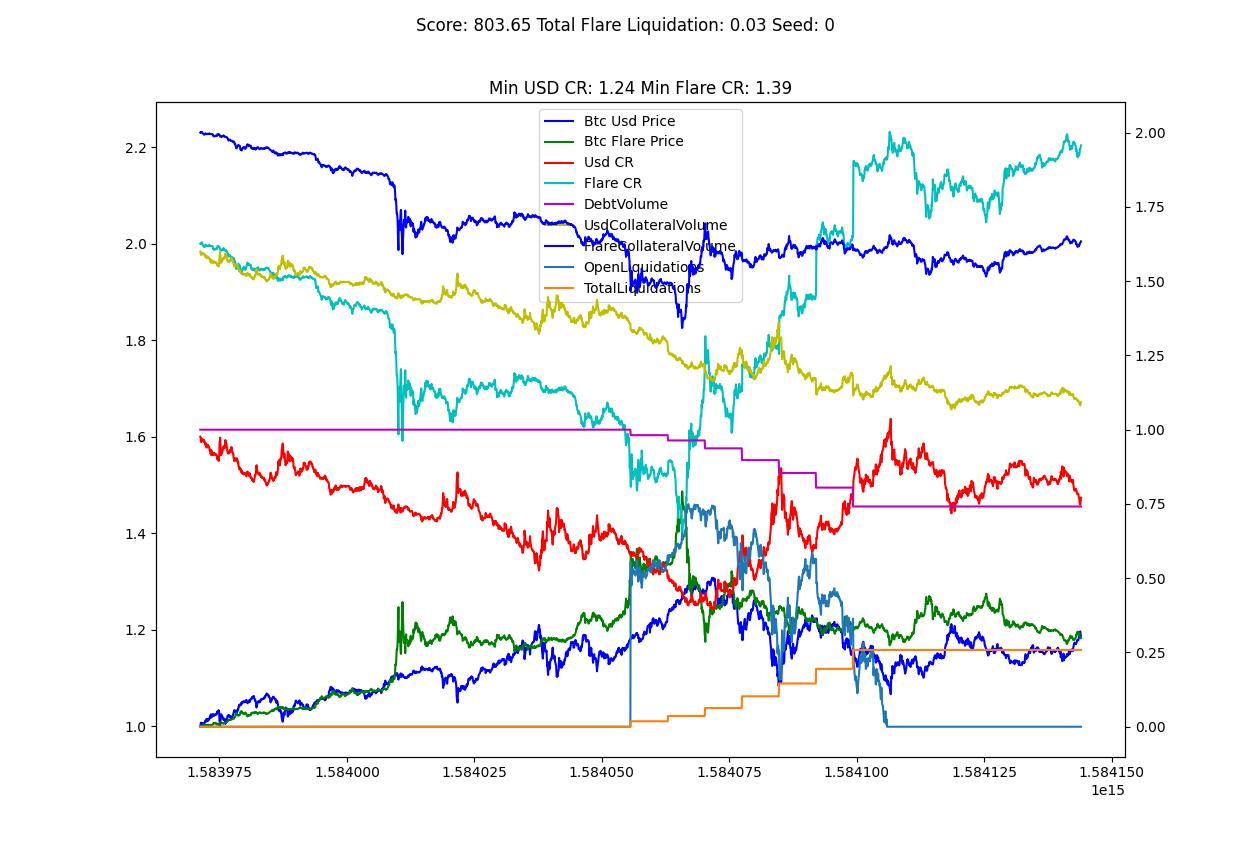 Score: 803.65 Total Flare Liquidation: 0.03 Seed: 0
Min USD CR: 1.24 Min Flare CR: 1.39
Btc Usd Price
Btc Flare Price
Usd CR
Flare CR
DebtVolume
UsdCollateralVolume
FlareCollateralVolume
OpenLiquidations
TotalLiquidations
2.2
2.0
1.8
1.6
1.4
1.2
1.0
2.00
1.75
1.50
1.25
1.00
0.75
0.50
0.25
0.00
1.583975 1.584000 1.584025 1.584050 1.584075 1.584100 1.584125 1.584150
1e15